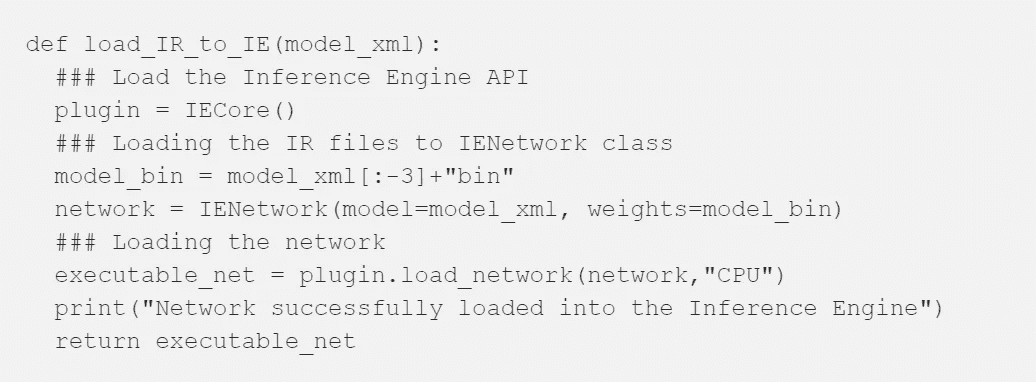 def load_IR_to_IE(model_xml):
  ### Load the Inference Engine API
  plugin = IECore()
  ### Loading the IR files to IENetwork class
  model_bin = model_xml[:-3]+"bin"
  network = IENetwork(model=model_xml, weights=model_bin)
  ### Loading the network
  executable_net = plugin.load_network(network,"CPU")
  print("Network successfully loaded into the Inference Engine")
  return executable_net